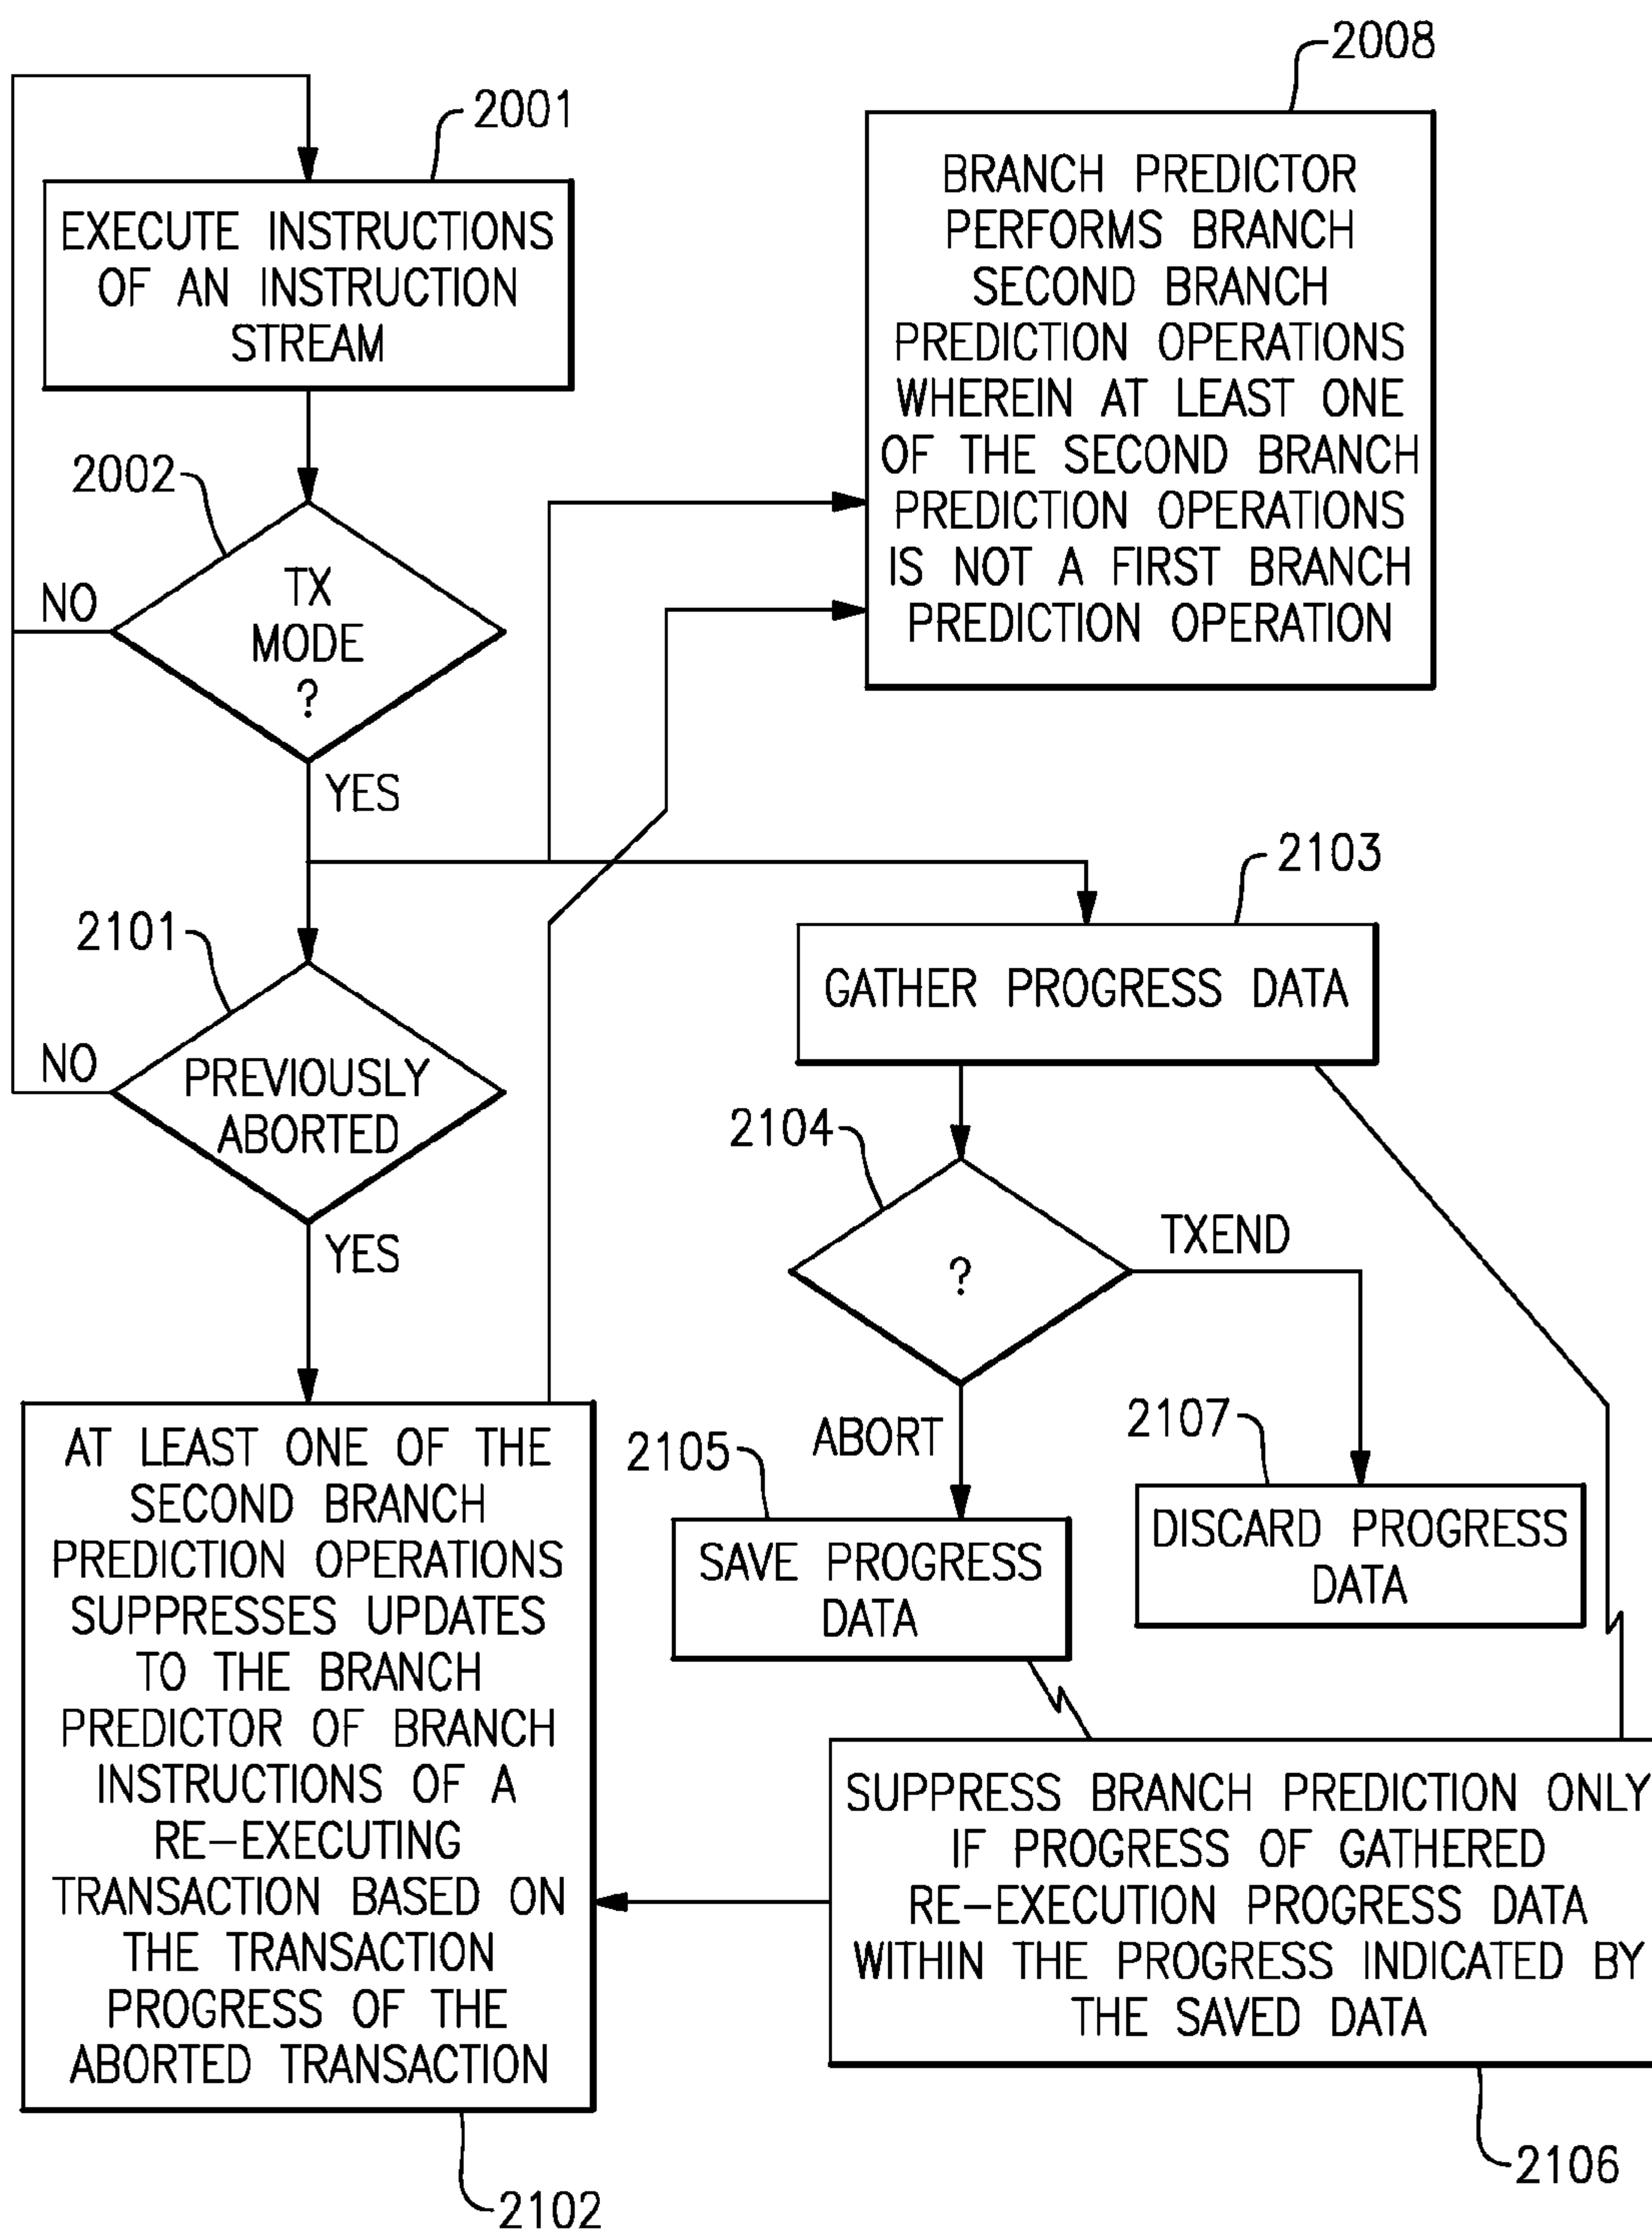 2008
2001
EXECUTE INSTRUCTIONS
OF AN INSTRUCTION
STREAM
BRANCH PREDICTOR
PERFORMS BRANCH
SECOND BRANCH
PREDICTION OPERATIONS
WHEREIN AT LEAST ONE
OF THE SECOND BRANCH
PREDICTION OPERATIONS
IS NOT A FIRST BRANCH
PREDICTION OPERATION
2002
TX
MODE
?
NO
YES
2101
PREVIOUSLY
ABORTED
NO
YES
2103
GATHER PROGRESS DATA
2104
?
TXEND
ABORT
2105
SAVE PROGRESS
DATA
2107
DISCARD PROGRESS
DATA
AT LEAST ONE OF THE
SECOND BRANCH
PREDICTION OPERATIONS
SUPPRESSES UPDATES
TO THE BRANCH
PREDICTOR OF BRANCH
INSTRUCTIONS OF A
RE-EXECUTING
TRANSACTION BASED ON
THE TRANSACTION
PROGRESS OF THE
ABORTED TRANSACTION
2102
SUPPRESS BRANCH PREDICTION ONLY
IF PROGRESS OF GATHERED
RE-EXECUTION PROGRESS DATA
WITHIN THE PROGRESS INDICATED BY
THE SAVED DATA
2106